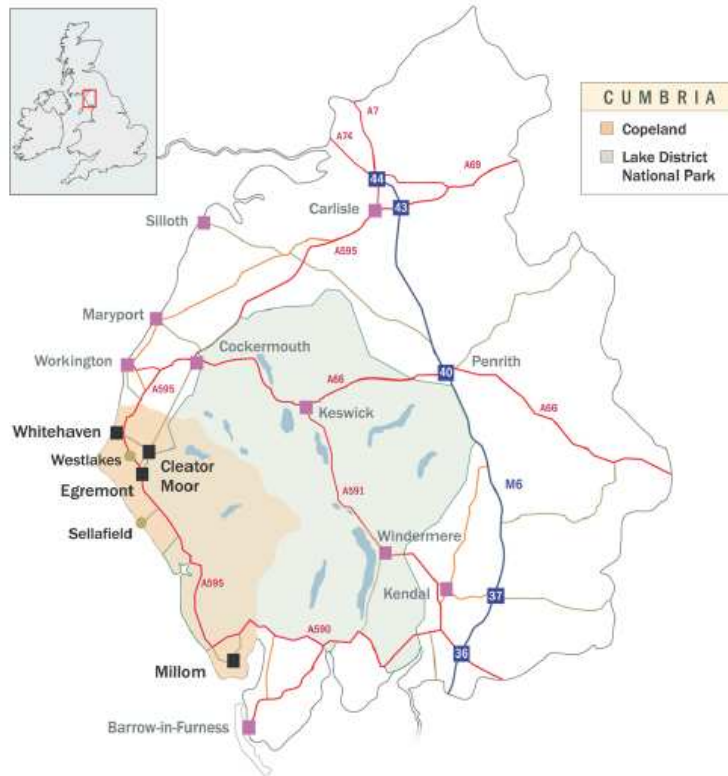 CUMBRIA
Copeland
Lake District
National Park
A7
A74
A69
44
Carlisle
43
Silloth
A595
Maryport
Cockermouth
Workington
A595
A66
40
Penrith
Keswick
A66
Whitehaven
Westlakes
Cleator
Moor
Egremont
A591
M6
Sellafield
Windermere
A595
Kendal
37
A590
36
Millom
Barrow-in-Furness